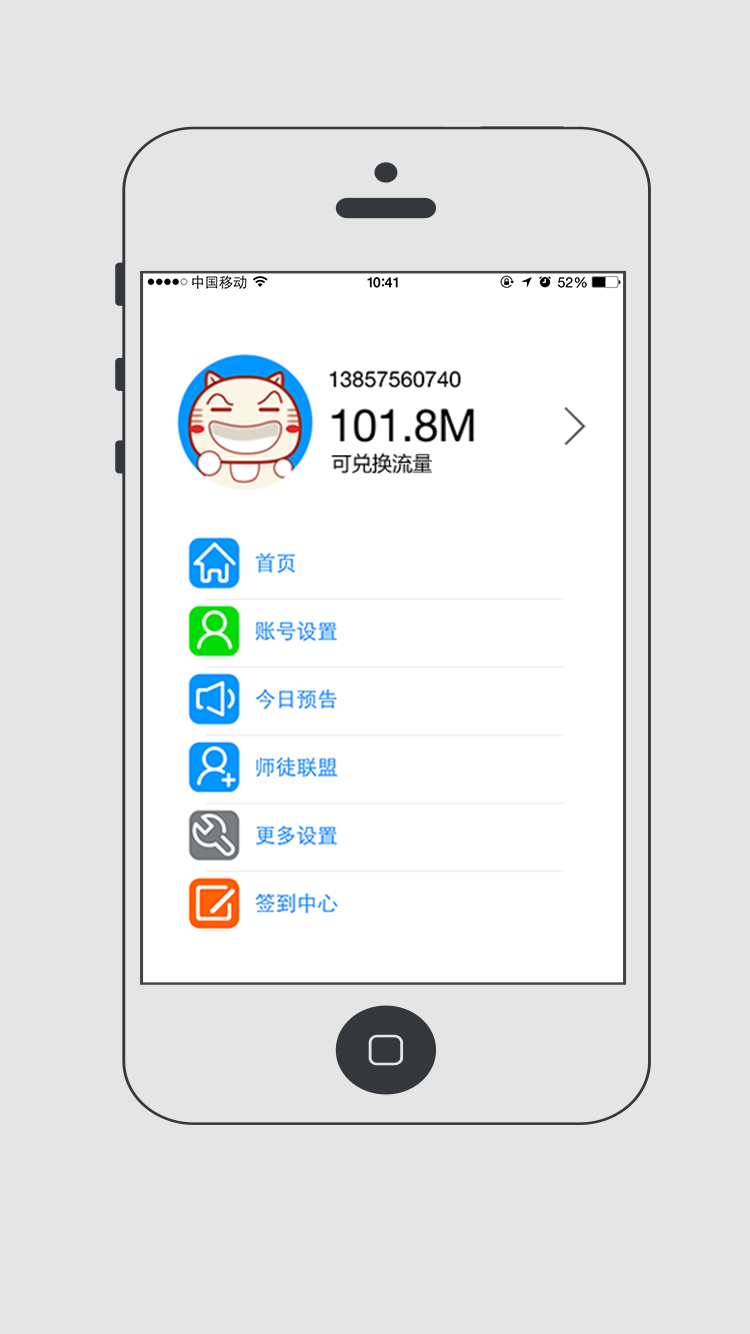 中国移动
10:41
52%
13857560740
101.8M
可兑换流量
首页
账号设置
今日预告
师徒联盟
更多设置
签到中心